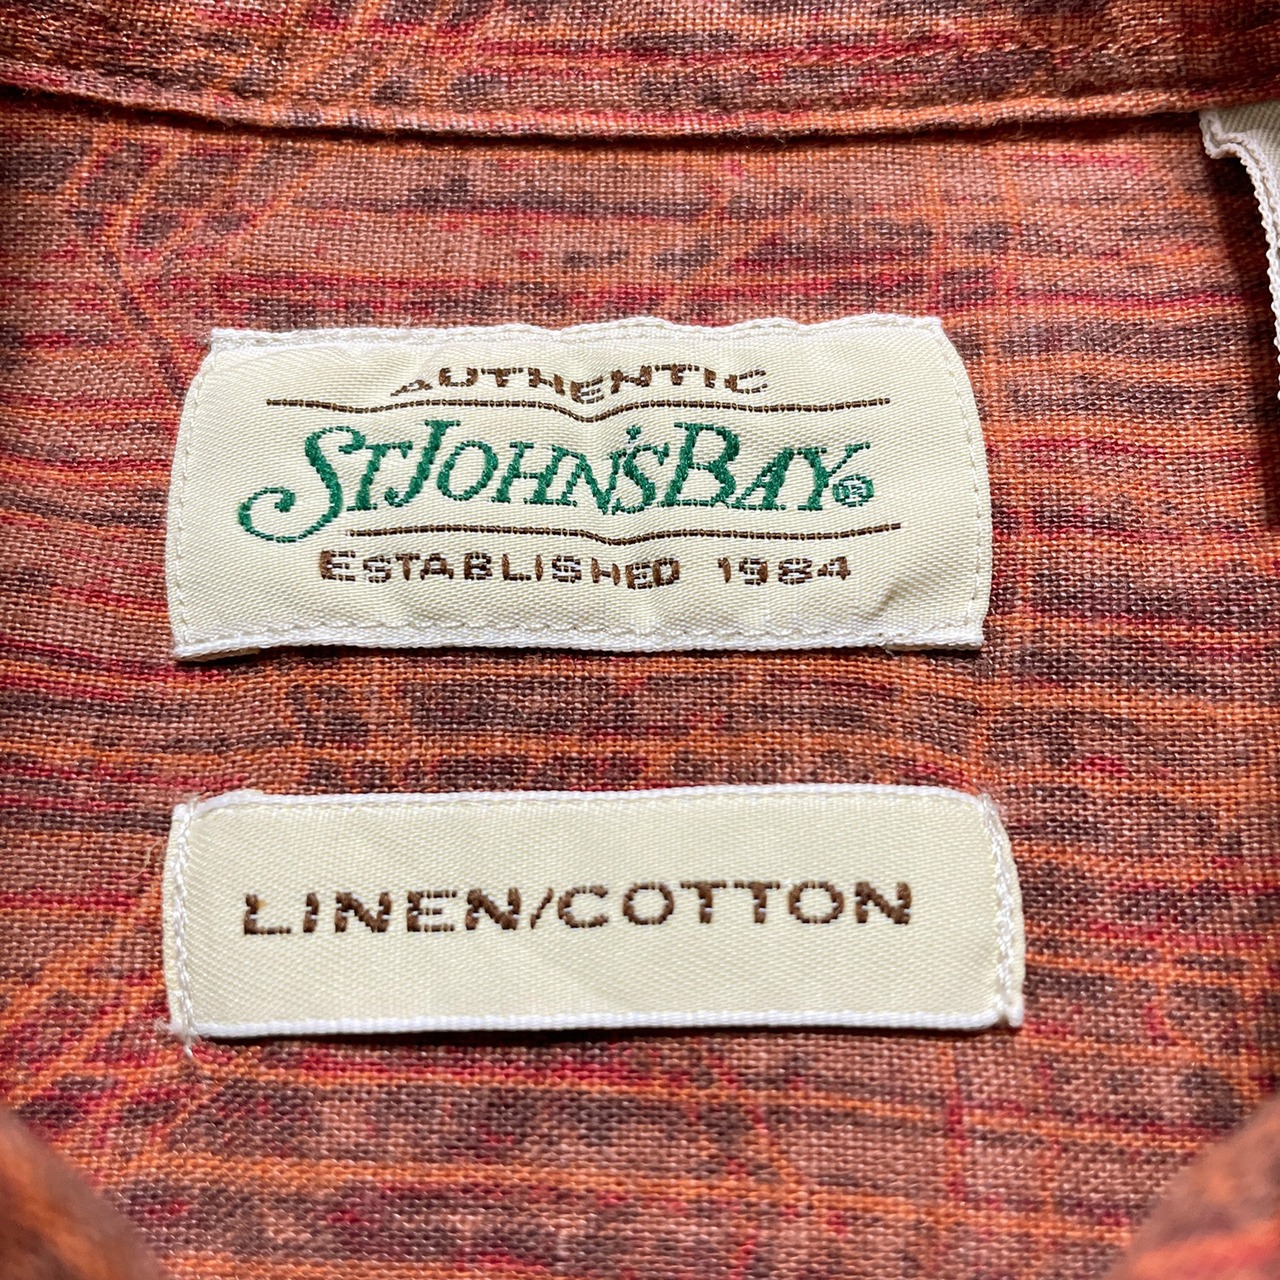 AUTHENTIC
ST JOHN'S BAY®
ESTABLISHED 1984
LINEN/COTTON